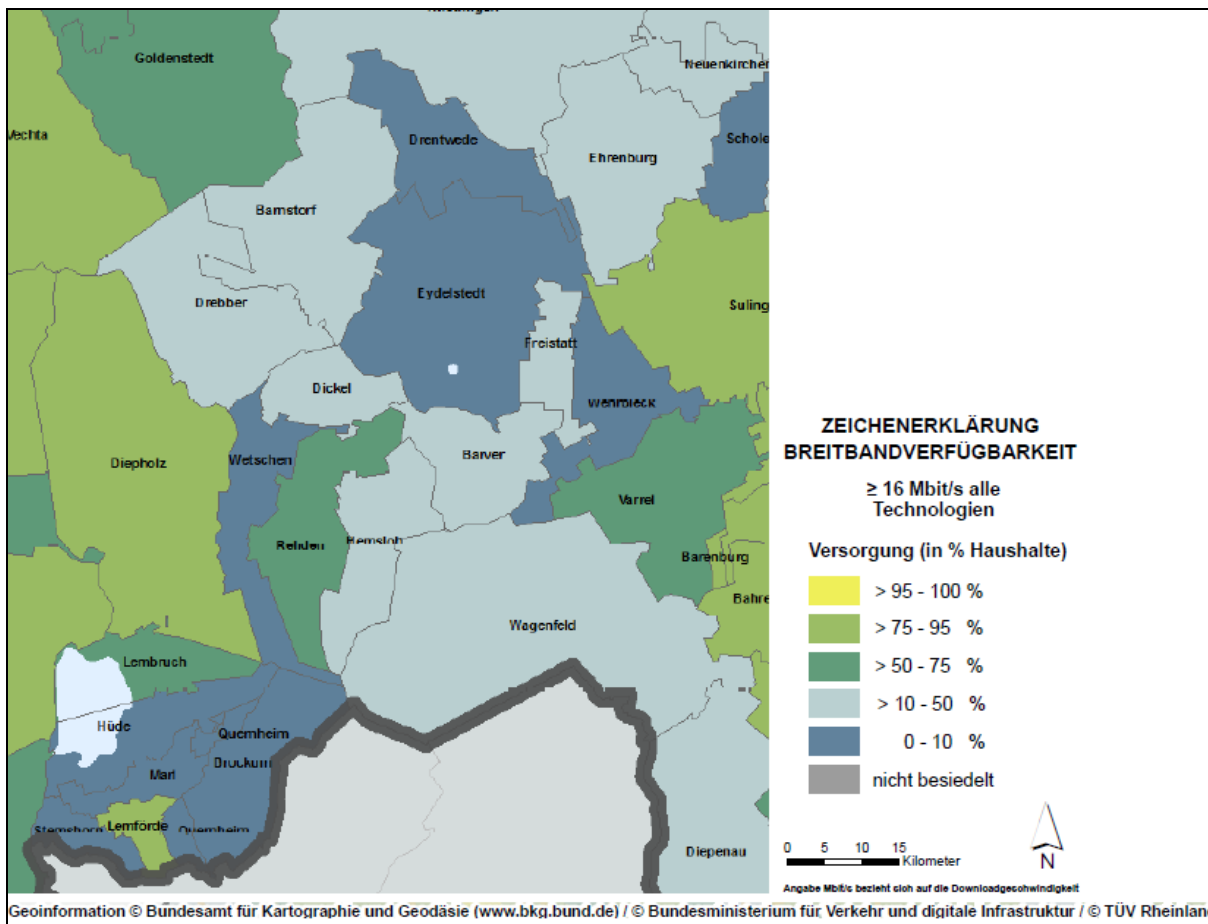 Goldenstedt
Neuenkirchen
Vechta
Drentwede
Schole
Ehrenburg
Barnstorf
Eydelstedt
Drebber
Suling
Freistatt
Dickel
Wehrbleck
Diepholz
Wetschen
Barver
Varrel
Rehden
Hemsloh
Barenburg
Bahre
Wagenfeld
Lembruch
Hüde
Quernheim
Brockum
Marl
Lemförde
Stemshorn
Quernheim
Diepenau
ZEICHENERKLÄRUNG
BREITBANDVERFÜGBARKEIT
≥ 16 Mbit/s alle
Technologien
Versorgung (in % Haushalte)
> 95 - 100 %
> 75 - 95 %
> 50 - 75 %
> 10 - 50 %
0 - 10 %
nicht besiedelt
0 5 10 15
Kilometer
N
Angabe Mbit/s bezieht sich auf die Downloadgeschwindigkeit
Geoinformation © Bundesamt für Kartographie und Geodäsie (www.bkg.bund.de) / © Bundesministerium für Verkehr und digitale Infrastruktur / © TÜV Rheinlan